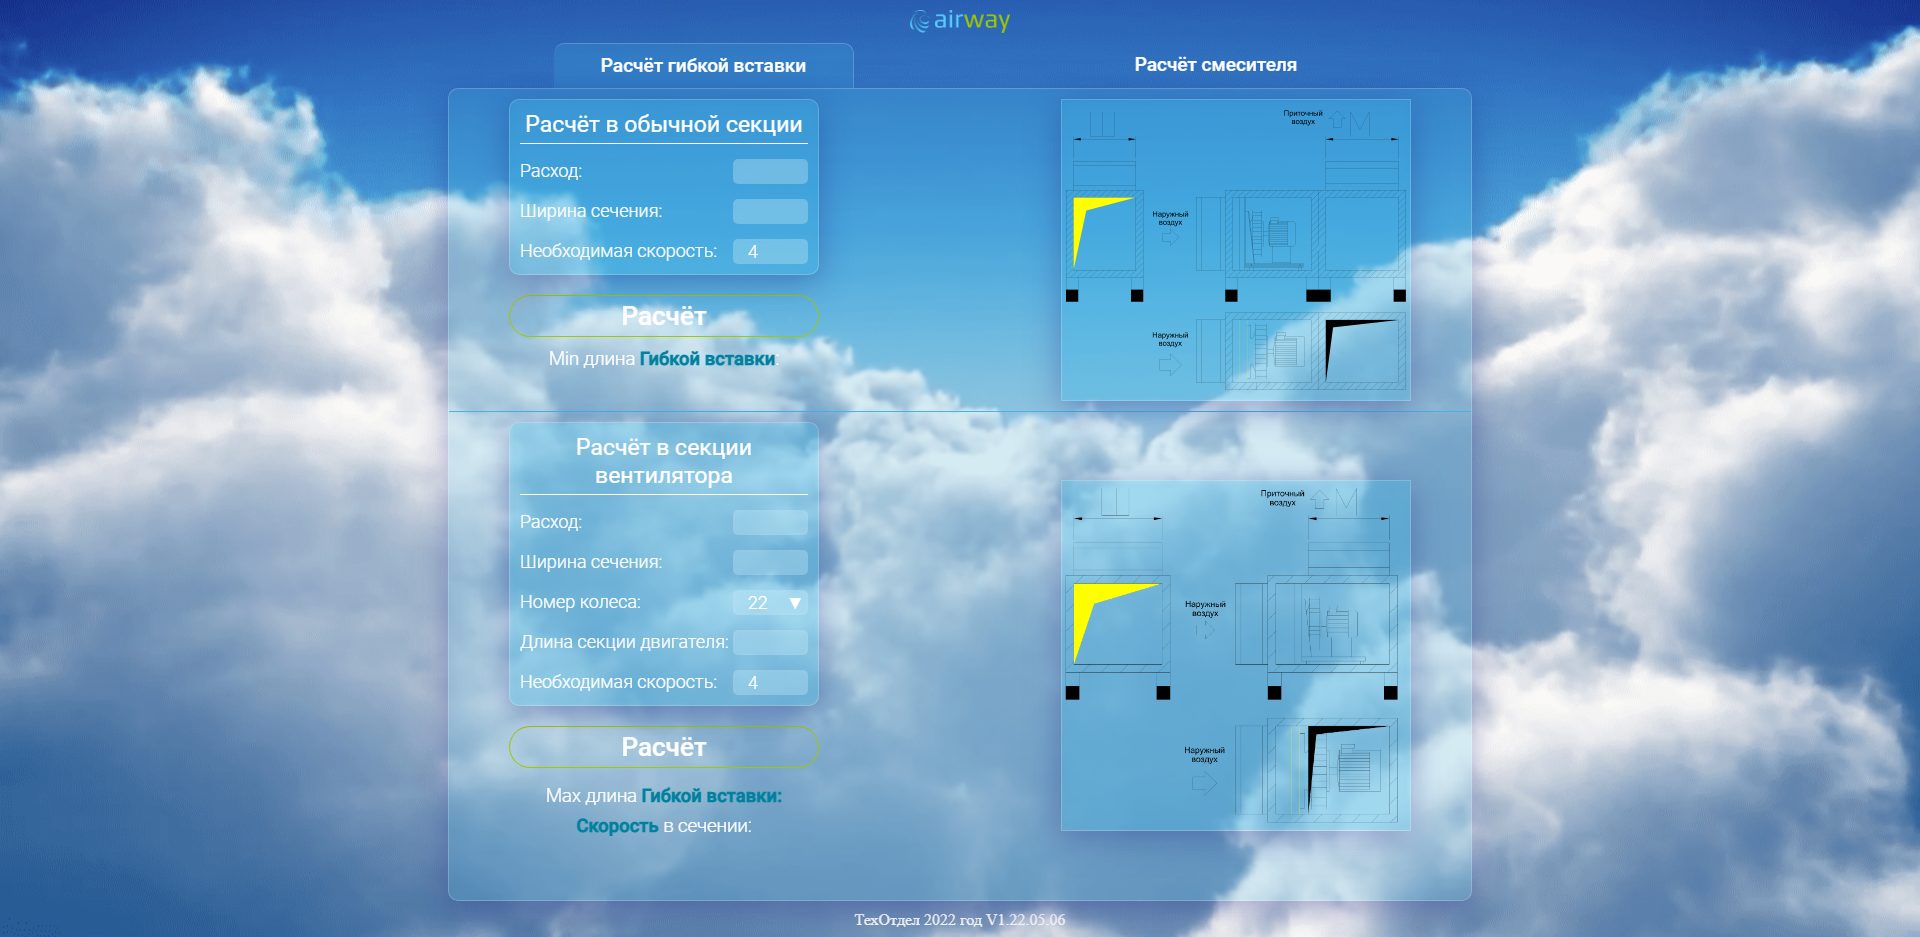 airway
Расчёт гибкой вставки
Расчёт смесителя
Расчёт в обычной секции
Расход:
Ширина сечения:
Необходимая скорость: 4
Расчёт
Min длина Гибкой вставки:
Ш
Приточный
воздух
М
Наружный
воздух
Наружный
воздух
Расчёт в секции
вентилятора
Расход:
Ширина сечения:
Номер колеса: 22 ▼
Длина секции двигателя:
Необходимая скорость: 4
Расчёт
Max длина Гибкой вставки:
Скорость в сечении:
Ш
Приточный
воздух
М
Наружный
воздух
Наружный
воздух
ТехОтдел 2022 год V1.22.05.06